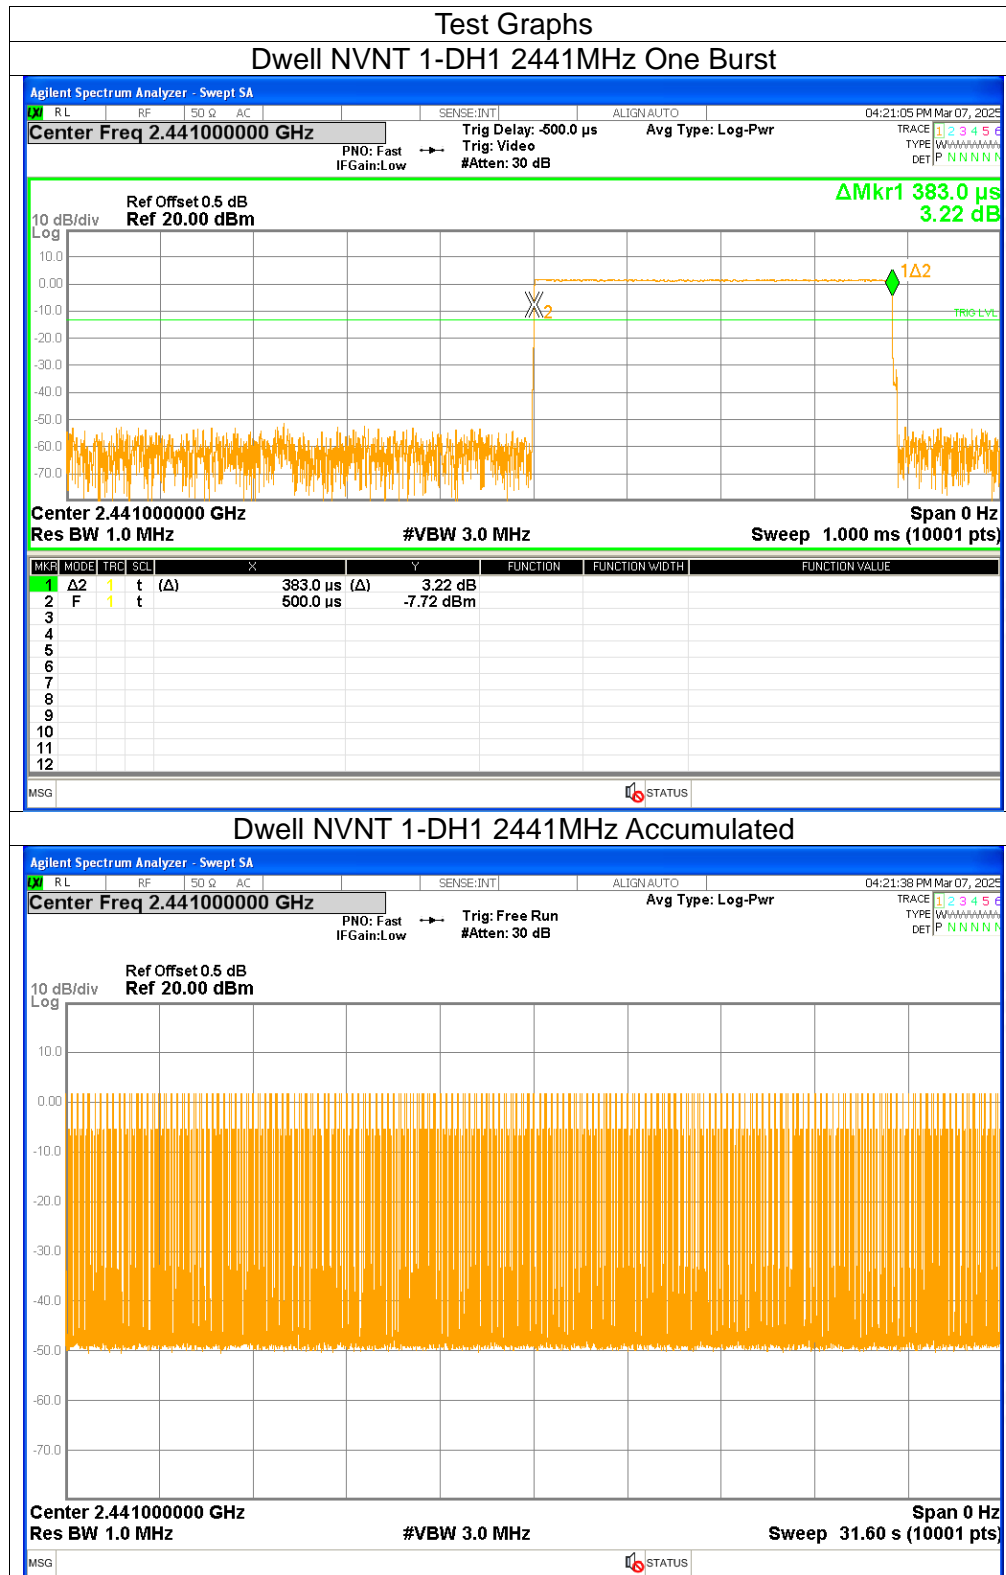 Test Graphs
Dwell NVNT 1-DH1 2441MHz One Burst
Agilent Spectrum Analyzer - Swept SA
LXI RL RF 50 Ω AC SENSE:INT ALIGNAUTO 04:21:05 PM Mar 07, 2025
Center Freq 2.441000000 GHz Trig Delay: -500.0 µs Avg Type: Log-Pwr TRACE 1 2 3 4 5 6
PNO: Fast Trig: Video TYPE
IFGain:Low #Atten: 30 dB DET P N N N N N
ΔMkr1 383.0 µs
3.22 dB
Ref Offset 0.5 dB
10 dB/div Ref 20.00 dBm
Log
10.0
0.00
1Δ2
-10.0
2
TRIG LVL
-20.0
-30.0
-40.0
-50.0
-60.0
-70.0
Center 2.441000000 GHz Span 0 Hz
Res BW 1.0 MHz #VBW 3.0 MHz Sweep 1.000 ms (10001 pts)
MKR MODE TRC SCL X Y FUNCTION FUNCTION WIDTH FUNCTION VALUE
1 Δ2 1 t (Δ) 383.0 µs (Δ) 3.22 dB
2 F 1 t 500.0 µs -7.72 dBm
3
4
5
6
7
8
9
10
11
12
MSG STATUS
Dwell NVNT 1-DH1 2441MHz Accumulated
Agilent Spectrum Analyzer - Swept SA
LXI RL RF 50 Ω AC SENSE:INT ALIGNAUTO 04:21:38 PM Mar 07, 2025
Center Freq 2.441000000 GHz Avg Type: Log-Pwr TRACE 1 2 3 4 5 6
PNO: Fast Trig: Free Run TYPE
IFGain:Low #Atten: 30 dB DET P N N N N N
Ref Offset 0.5 dB
10 dB/div Ref 20.00 dBm
Log
10.0
0.00
-10.0
-20.0
-30.0
-40.0
-50.0
-60.0
-70.0
Center 2.441000000 GHz Span 0 Hz
Res BW 1.0 MHz #VBW 3.0 MHz Sweep 31.60 s (10001 pts)
MSG STATUS